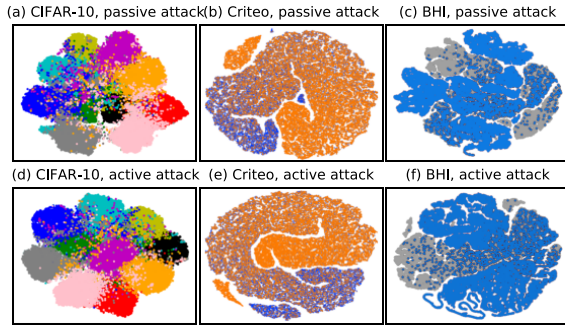 (a) CIFAR-10, passive attack
(b) Criteo, passive attack
(c) BHI, passive attack
(d) CIFAR-10, active attack
(e) Criteo, active attack
(f) BHI, active attack